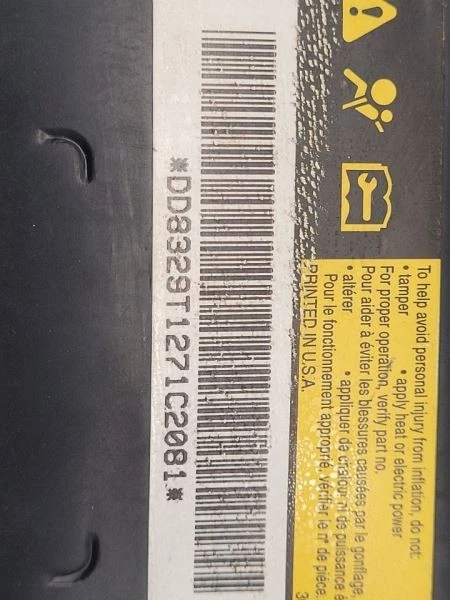 To help avoid personal injury from inflation, do not:
• tamper • apply heat or electric power
For proper operation, verify part no.
Pour aider à éviter les blessures causées par le gonflage,
• altérer • appliquer de chaleur ni de puissance é
Pour le fonctionnement approprié, vérifier le n° de pièce.
PRINTED IN U.S.A. 3
*DD8329T1271C2081*